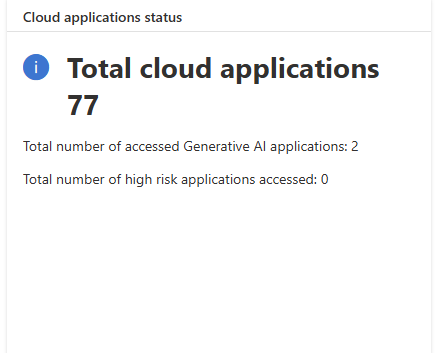 Cloud applications status
Total cloud applications
77
Total number of accessed Generative AI applications: 2
Total number of high risk applications accessed: 0